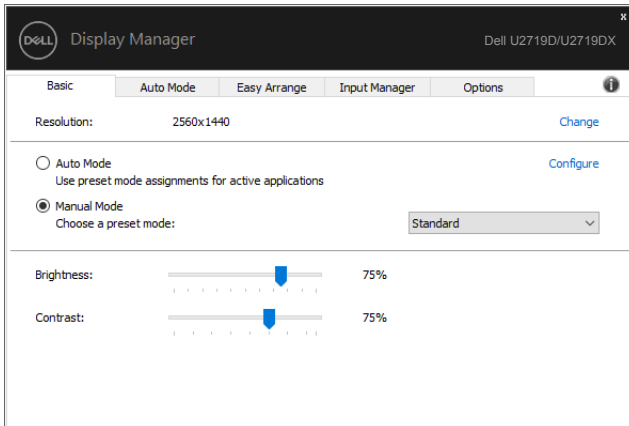 x
DELL Display Manager Dell U2719D/U2719DX
Basic Auto Mode Easy Arrange Input Manager Options i
Resolution: 2560x1440 Change
Auto Mode Configure
Use preset mode assignments for active applications
Manual Mode
Choose a preset mode: Standard
Brightness: 75%
Contrast: 75%